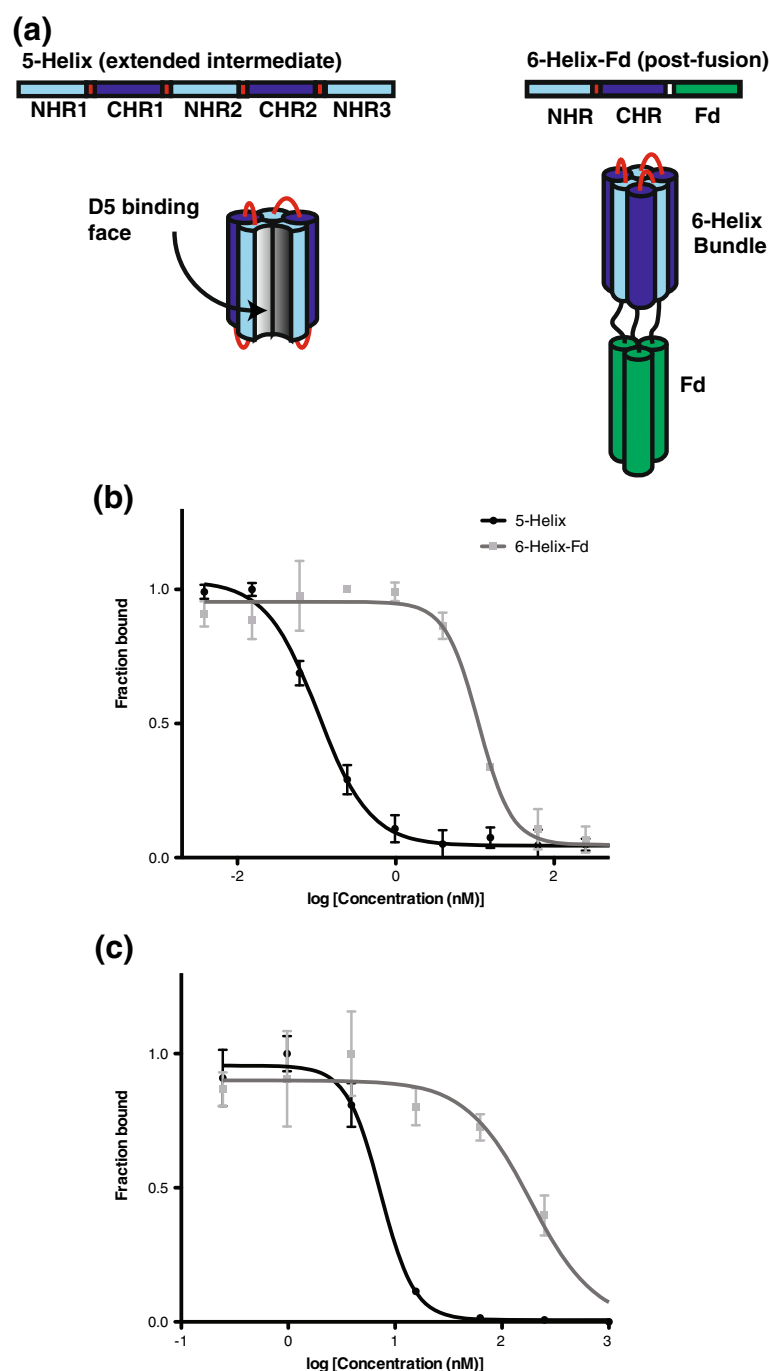 (a)
5-Helix (extended intermediate)
NHR1 CHR1 NHR2 CHR2 NHR3
D5 binding
face
6-Helix-Fd (post-fusion)
NHR CHR Fd
6-Helix
Bundle
Fd
(b)
5-Helix
6-Helix-Fd
1.0
0.5
0.0
Fraction bound
-2 0 2
log [Concentration (nM)]
(c)
1.0
0.5
0.0
Fraction bound
-1 0 1 2 3
log [Concentration (nM)]